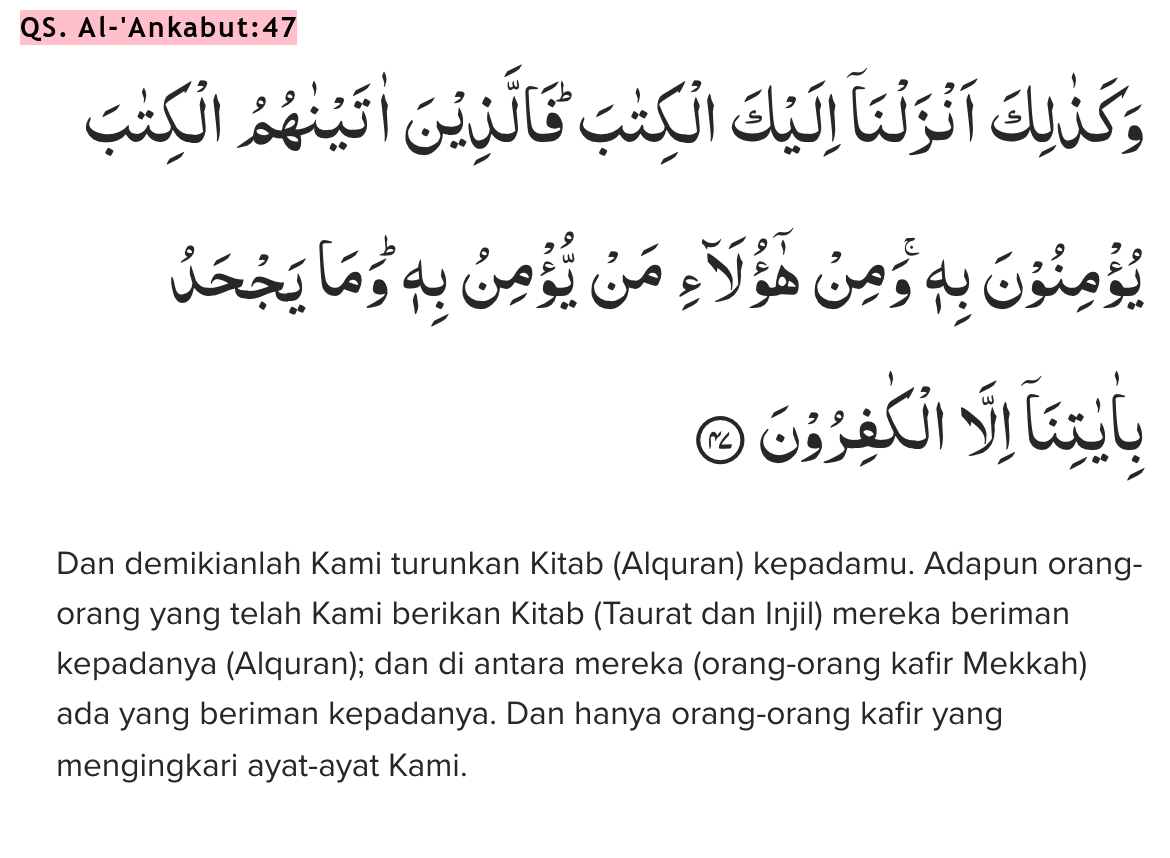 QS. Al-'Ankabut:47
وَكَذٰلِكَ اَنْزَلْنَآ اِلَيْكَ الْكِتٰبَۗ فَالَّذِيْنَ اٰتَيْنٰهُمُ الْكِتٰبَ
يُؤْمِنُوْنَ بِهٖۚ وَمِنْ هٰٓؤُلَاۤءِ مَنْ يُّؤْمِنُ بِهٖۗ وَمَا يَجْحَدُ
بِاٰيٰتِنَآ اِلَّا الْكٰفِرُوْنَ ٤٧
Dan demikianlah Kami turunkan Kitab (Alquran) kepadamu. Adapun orang-
orang yang telah Kami berikan Kitab (Taurat dan Injil) mereka beriman
kepadanya (Alquran); dan di antara mereka (orang-orang kafir Mekkah)
ada yang beriman kepadanya. Dan hanya orang-orang kafir yang
mengingkari ayat-ayat Kami.